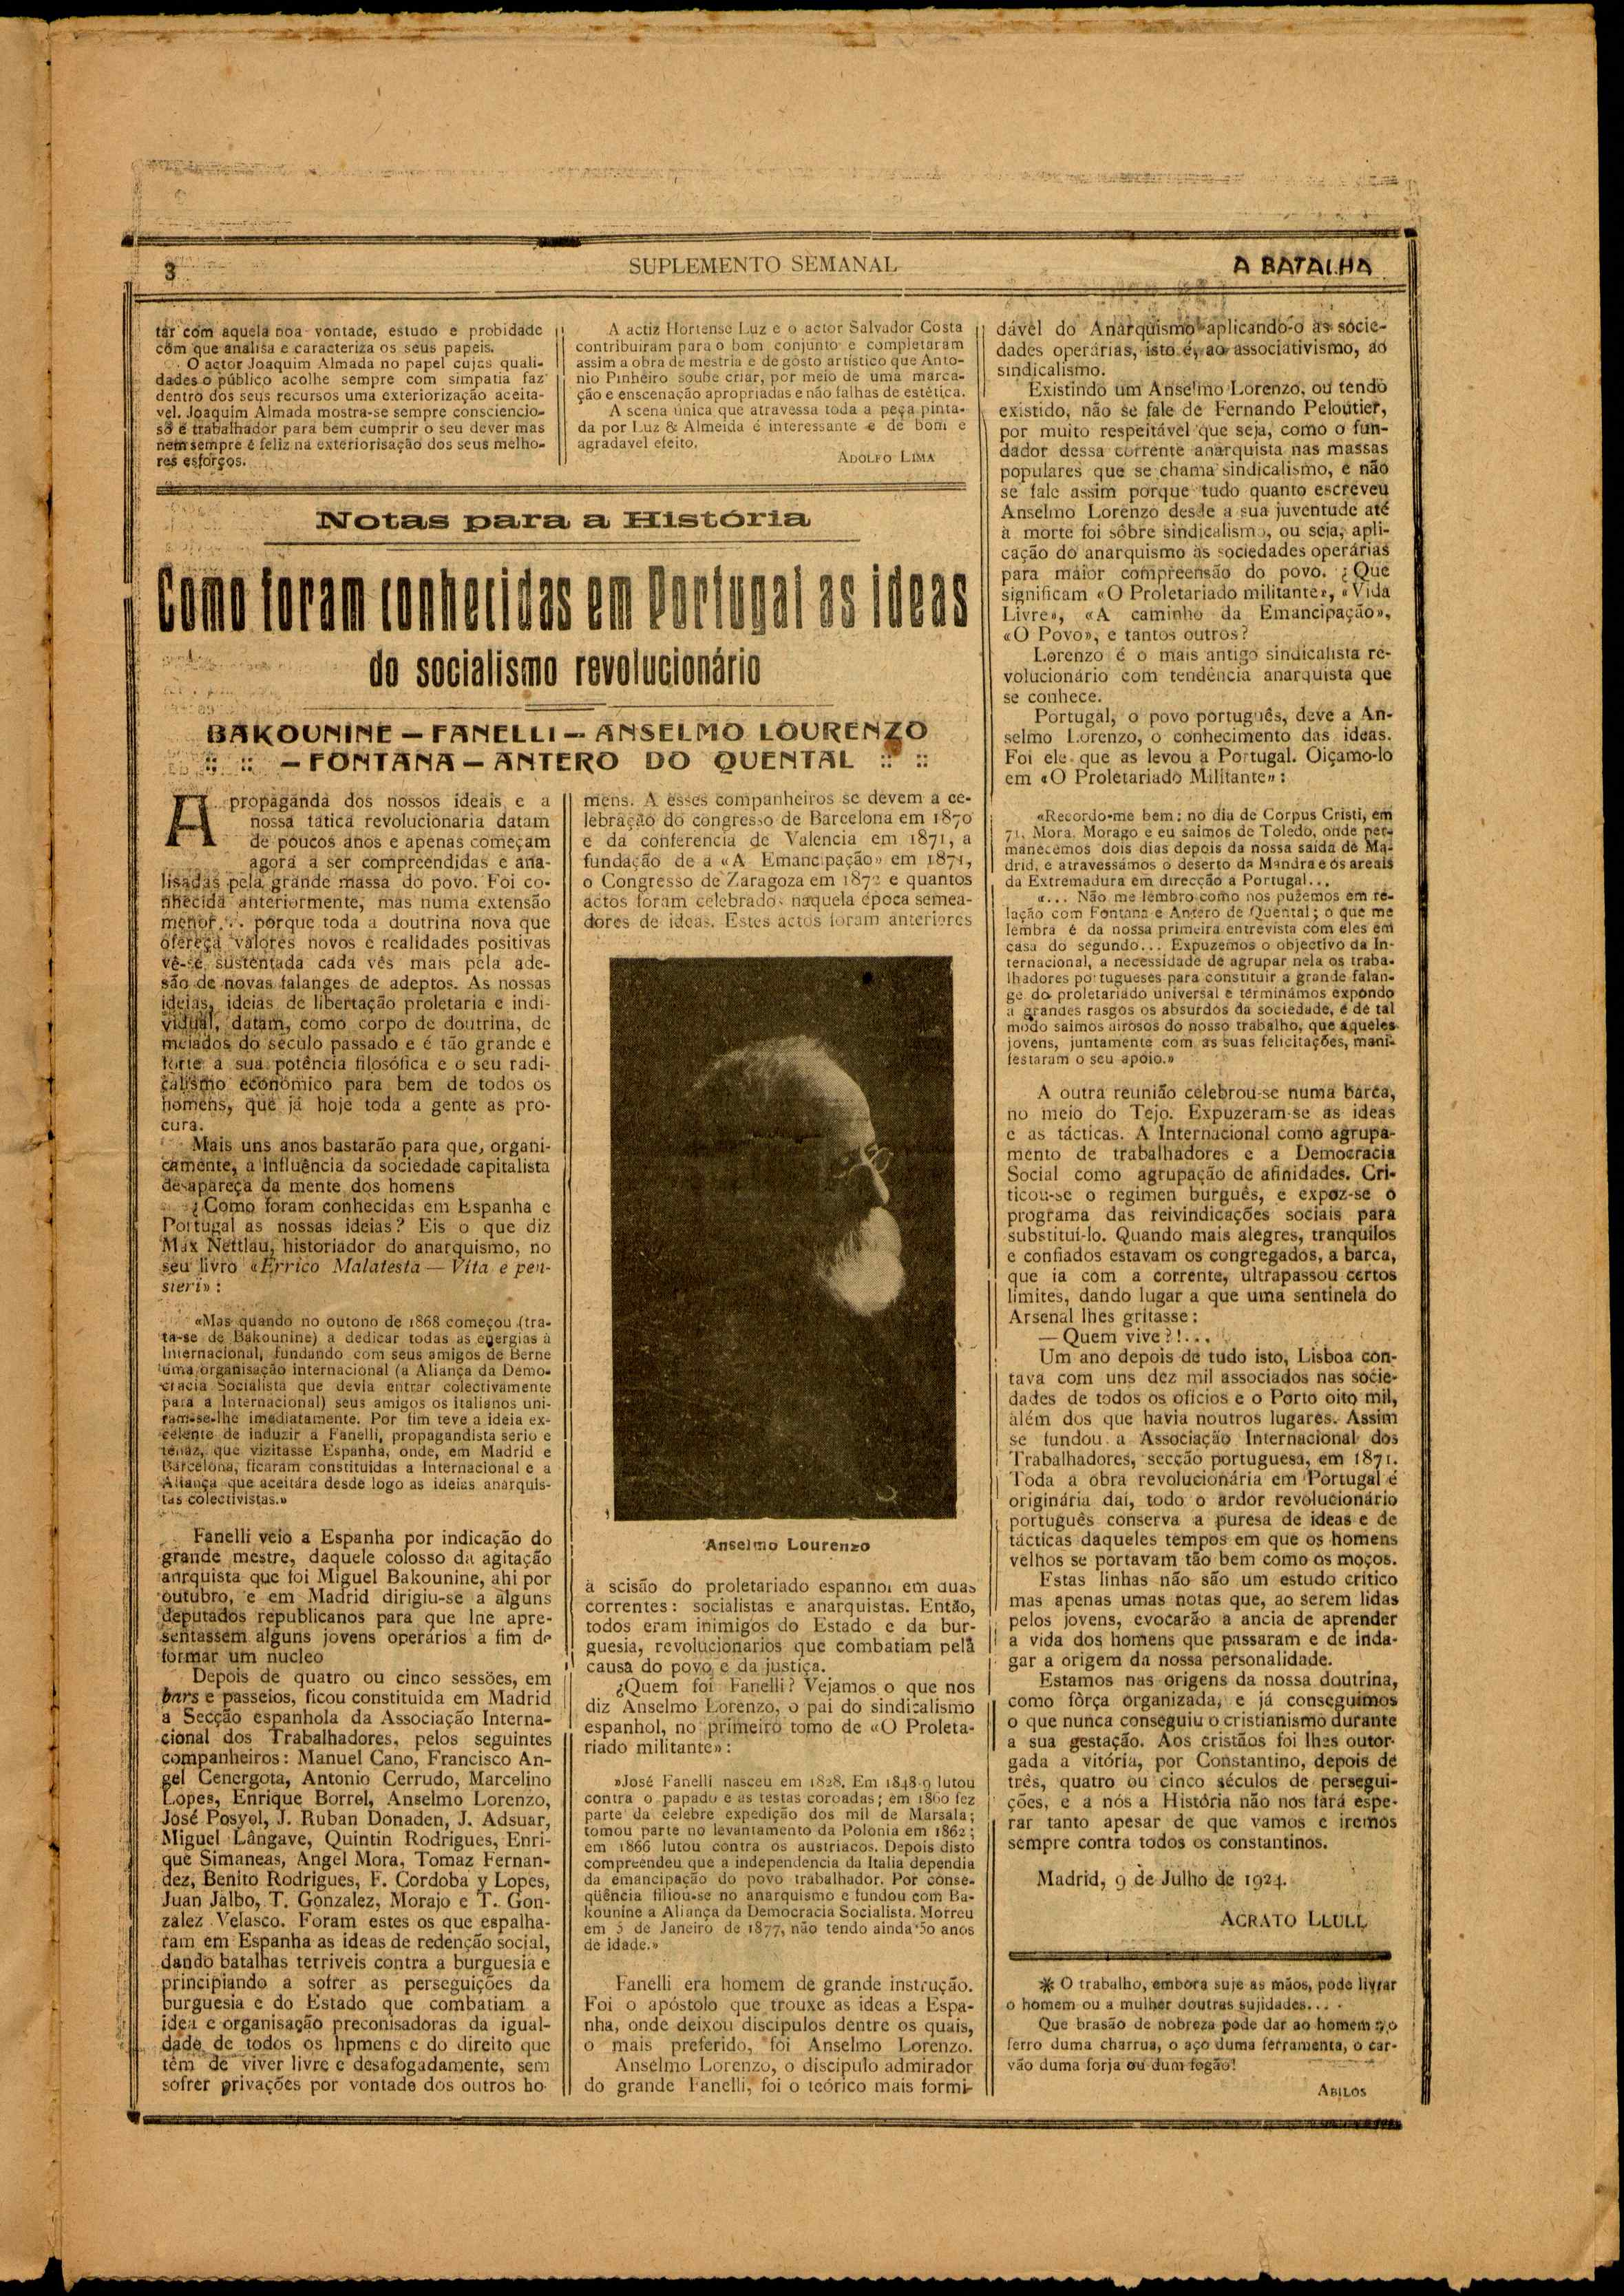 3
SUPLEMENTO SEMANAL
A BATALHA
tar com aquela boa vontade, estudo e probidade
com que analisa e caracteriza os seus papeis.
O actor Joaquim Almada no papel cujas quali-
dades o público acolhe sempre com simpatia faz
dentro dos seus recursos uma exteriorização aceita-
vel. Joaquim Almada mostra-se sempre consciencio-
so e trabalhador para bem cumprir o seu dever mas
nem sempre é feliz na exteriorisação dos seus melho-
res esforços.
A actiz Hortense Luz e o actor Salvador Costa
contribuiram para o bom conjunto e completaram
assim a obra de mestria e de gôsto artístico que Anto-
nio Pinheiro soube criar, por meio de uma marca-
ção e enscenação apropriadas e não falhas de estética.
A scena única que atravessa toda a peça pinta-
da por Luz & Almeida é interessante e de bom e
agradavel efeito.
ADOLFO LIMA
Notas para a História
Como foram conhecidas em Portugal as ideas
do socialismo revolucionário
BAKOUNINE — FANELLI — ANSELMO LOURENZO
:: :: — FONTANA — ANTERO DO QUENTAL :: ::
A propaganda dos nossos ideais e a
nossa tática revolucionaria datam
de poucos anos e apenas começam
agora a ser compreendidas e ana-
lisadas pela grande massa do povo. Foi co-
nhecida anteriormente, mas numa extensão
menor... porque toda a doutrina nova que
ofereça valores novos e realidades positivas
vê-se sustentada cada vês mais pela ade-
são de novas falanges de adeptos. As nossas
ideias, ideias de libertação proletaria e indi-
vidual, datam, como corpo de doutrina, de
meiados do século passado e é tão grande e
forte a sua potência filosófica e o seu radi-
calismo económico para bem de todos os
homens, que já hoje toda a gente as pro-
cura.
Mais uns anos bastarão para que, organi-
camente, a influência da sociedade capitalista
desapareça da mente dos homens
¿Como foram conhecidas em Espanha e
Portugal as nossas ideias? Eis o que diz
Max Nettlau, historiador do anarquismo, no
seu livro «Errico Malatesta — Vita e pen-
sieri»:
«Mas quando no outono de 1868 começou (tra-
ta-se de Bakounine) a dedicar todas as energias á
Internacional, fundando com seus amigos de Berne
uma organisação internacional (a Aliança da Demo-
cracia Socialista que devia entrar colectivamente
para a Internacional) seus amigos os italianos uni-
ram-se-lhe imediatamente. Por fim teve a ideia ex-
celente de induzir a Fanelli, propagandista serio e
tenaz, que vizitasse Espanha, onde, em Madrid e
Barcelona, ficaram constituidas a Internacional e a
Aliança que aceitára desde logo as ideias anarquis-
tas colectivistas.»
Fanelli veio a Espanha por indicação do
grande mestre, daquele colosso da agitação
anrquista que foi Miguel Bakounine, ahi por
outubro, e em Madrid dirigiu-se a alguns
deputados republicanos para que lhe apre-
sentassem alguns jovens operários a fim de
formar um nucleo
Depois de quatro ou cinco sessões, em
bars e passeios, ficou constituida em Madrid
a Secção espanhola da Associação Interna-
cional dos Trabalhadores, pelos seguintes
companheiros: Manuel Cano, Francisco An-
gel Cenergota, Antonio Cerrudo, Marcelino
Lopes, Enrique Borrel, Anselmo Lorenzo,
José Posyol, J. Ruban Donaden, J. Adsuar,
Miguel Lângave, Quintin Rodrigues, Enri-
que Simaneas, Angel Mora, Tomaz Fernan-
dez, Benito Rodrigues, F. Cordoba y Lopes,
Juan Jalbo, T. Gonzalez, Morajo e T. Gon-
zalez Velasco. Foram estes os que espalha-
ram em Espanha as ideas de redenção social,
dando batalhas terriveis contra a burguesia e
principiando a sofrer as perseguições da
burguesia e do Estado que combatiam a
idea e organisação preconisadoras da igual-
dade de todos os hpmens e do direito que
têm de viver livre e desafogadamente, sem
sofrer privações por vontade dos outros ho-
mens. A esses companheiros se devem a ce-
lebração do congresso de Barcelona em 1870
e da conferencia de Valencia em 1871, a
fundação de a «A Emancipação» em 1871,
o Congresso de Zaragoza em 1872 e quantos
actos foram celebrados naquela época semea-
dores de ideas. Estes actos foram anteriores
Anselmo Lourenzo
à scisão do proletariado espanhol em duas
correntes: socialistas e anarquistas. Então,
todos eram inimigos do Estado e da bur-
guesia, revolucionarios que combatiam pela
causa do povo e da justiça.
¿Quem foi Fanelli? Vejamos o que nos
diz Anselmo Lorenzo, o pai do sindicalismo
espanhol, no primeiro tomo de «O Proleta-
riado militante»:
»José Fanelli nasceu em 1828. Em 1848-9 lutou
contra o papado e as testas coroadas; em 1860 fez
parte da celebre expedição dos mil de Marsala;
tomou parte no levantamento da Polonia em 1862;
em 1866 lutou contra os austriacos. Depois disto
compreendeu que a independencia da Italia dependia
da emancipação do povo trabalhador. Por conse-
qüência filiou-se no anarquismo e fundou com Ba-
kounine a Aliança da Democracia Socialista. Morreu
em 5 de Janeiro de 1877, não tendo ainda 50 anos
de idade.»
Fanelli era homem de grande instrução.
Foi o apóstolo que trouxe as ideas a Espa-
nha, onde deixou discipulos dentre os quais,
o mais preferido, foi Anselmo Lorenzo.
Anselmo Lorenzo, o discipulo admirador
do grande Fanelli, foi o teórico mais formi-
dável do Anarquismo aplicando-o às socie-
dades operárias, isto é, ao associativismo, ao
sindicalismo.
Existindo um Anselmo Lorenzo, ou tendo
existido, não se fale de Fernando Peloutier,
por muito respeitável que seja, como o fun-
dador dessa corrente anarquista nas massas
populares que se chama sindicalismo, e não
se fale assim porque tudo quanto escreveu
Anselmo Lorenzo desde a sua juventude até
à morte foi sôbre sindicalismo, ou seja, apli-
cação do anarquismo às sociedades operárias
para maior compreensão do povo. ¿Que
significam «O Proletariado militante», «Vida
Livre», «A caminho da Emancipação»,
«O Povo», e tantos outros?
Lorenzo é o mais antigo sindicalista re-
volucionário com tendência anarquista que
se conhece.
Portugal, o povo português, deve a An-
selmo Lorenzo, o conhecimento das ideas.
Foi ele que as levou a Portugal. Oiçamo-lo
em «O Proletariado Militante»:
«Recordo-me bem: no dia de Corpus Cristi, em
71, Mora, Morago e eu saimos de Toledo, onde per-
manecemos dois dias depois da nossa saida de Ma-
drid, e atravessámos o deserto da Mandra e os areais
da Extremadura em direcção a Portugal...
«... Não me lembro como nos puzemos em re-
lação com Fontana e Antero de Quental; o que me
lembra é da nossa primeira entrevista com eles em
casa do segundo... Expuzemos o objectivo da In-
ternacional, a necessidade de agrupar nela os traba-
lhadores portugueses para constituir a grande falan-
ge do proletariado universal e terminámos expondo
a grandes rasgos os absurdos da sociedade, e de tal
modo saimos airosos do nosso trabalho, que aqueles
jovens, juntamente com as suas felicitações, mani-
festaram o seu apoio.»
A outra reunião celebrou-se numa barca,
no meio do Tejo. Expuzeram-se as ideas
e as tácticas. A Internacional como agrupa-
mento de trabalhadores e a Democracia
Social como agrupação de afinidades. Cri-
ticou-se o regimen burguês, e expoz-se o
programa das reivindicações sociais para
substituí-lo. Quando mais alegres, tranquilos
e confiados estavam os congregados, a barca,
que ia com a corrente, ultrapassou certos
limites, dando lugar a que uma sentinela do
Arsenal lhes gritasse:
— Quem vive?!...
Um ano depois de tudo isto, Lisboa con-
tava com uns dez mil associados nas socie-
dades de todos os ofícios e o Porto oito mil,
além dos que havia noutros lugares. Assim
se fundou a Associação Internacional dos
Trabalhadores, secção portuguesa, em 1871.
Toda a obra revolucionária em Portugal é
originária daí, todo o ardor revolucionário
português conserva a puresa de ideas e de
tácticas daqueles tempos em que os homens
velhos se portavam tão bem como os moços.
Estas linhas não são um estudo crítico
mas apenas umas notas que, ao serem lidas
pelos jovens, evocarão a ancia de aprender
a vida dos homens que passaram e de inda-
gar a origem da nossa personalidade.
Estamos nas origens da nossa doutrina,
como fôrça organizada, e já conseguimos
o que nunca conseguiu o cristianismo durante
a sua gestação. Aos cristãos foi lhes outor-
gada a vitória, por Constantino, depois de
três, quatro ou cinco séculos de persegui-
ções, e a nós a História não nos fará espe-
rar tanto apesar de que vamos e iremos
sempre contra todos os constantinos.
Madrid, 9 de Julho de 1924.
ACRATO LLULL
* O trabalho, embora suje as mãos, pode livrar
o homem ou a mulher doutras sujidades...
Que brasão de nobreza pode dar ao homem o
ferro duma charrua, o aço duma ferramenta, o car-
vão duma forja ou dum fogão!
ABILOS